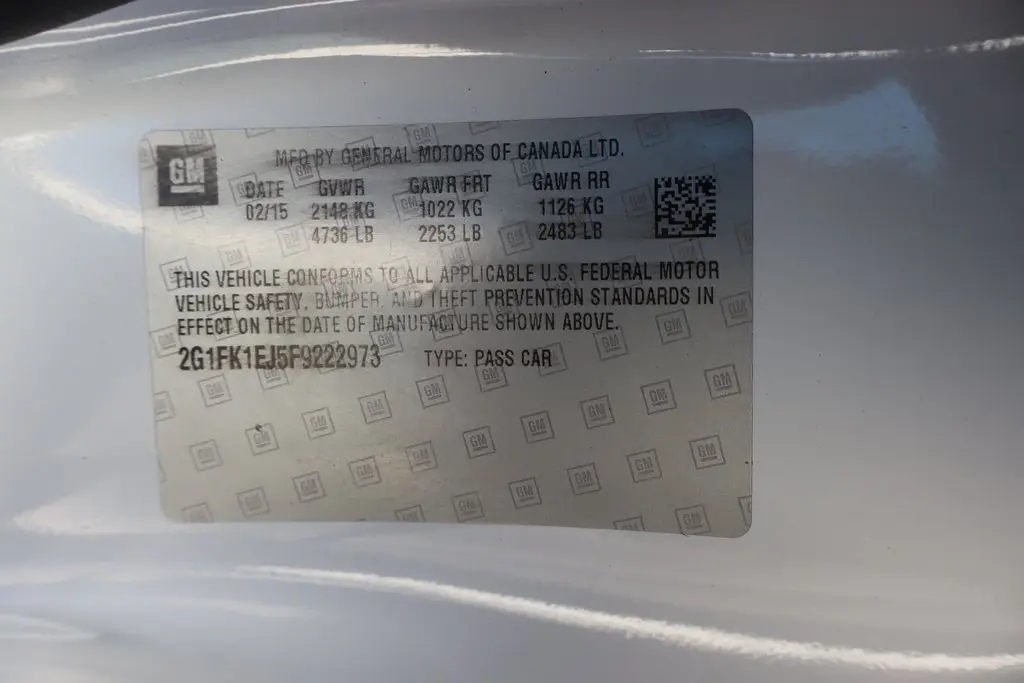 GM
MFD BY GENERAL MOTORS OF CANADA LTD.
DATE GVWR GAWR FRT GAWR RR
02/15 2148 KG 1022 KG 1126 KG
4736 LB 2253 LB 2483 LB
THIS VEHICLE CONFORMS TO ALL APPLICABLE U.S. FEDERAL MOTOR
VEHICLE SAFETY, BUMPER, AND THEFT PREVENTION STANDARDS IN
EFFECT ON THE DATE OF MANUFACTURE SHOWN ABOVE.
2G1FK1EJ5F9222973 TYPE: PASS CAR